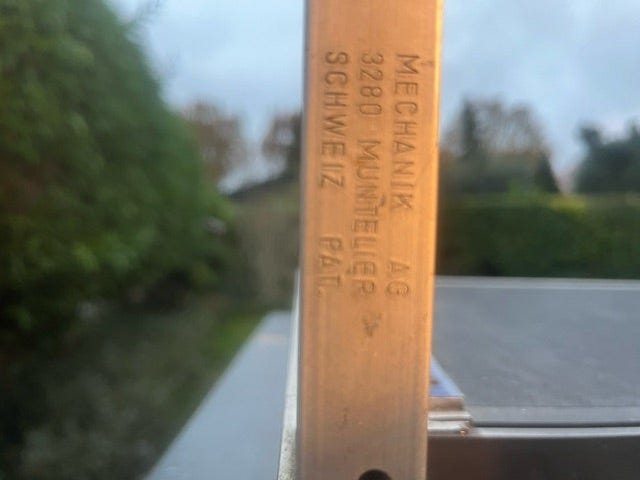 MECHANIK AG
3280 MUNTELIER
SCHWEIZ PAT.